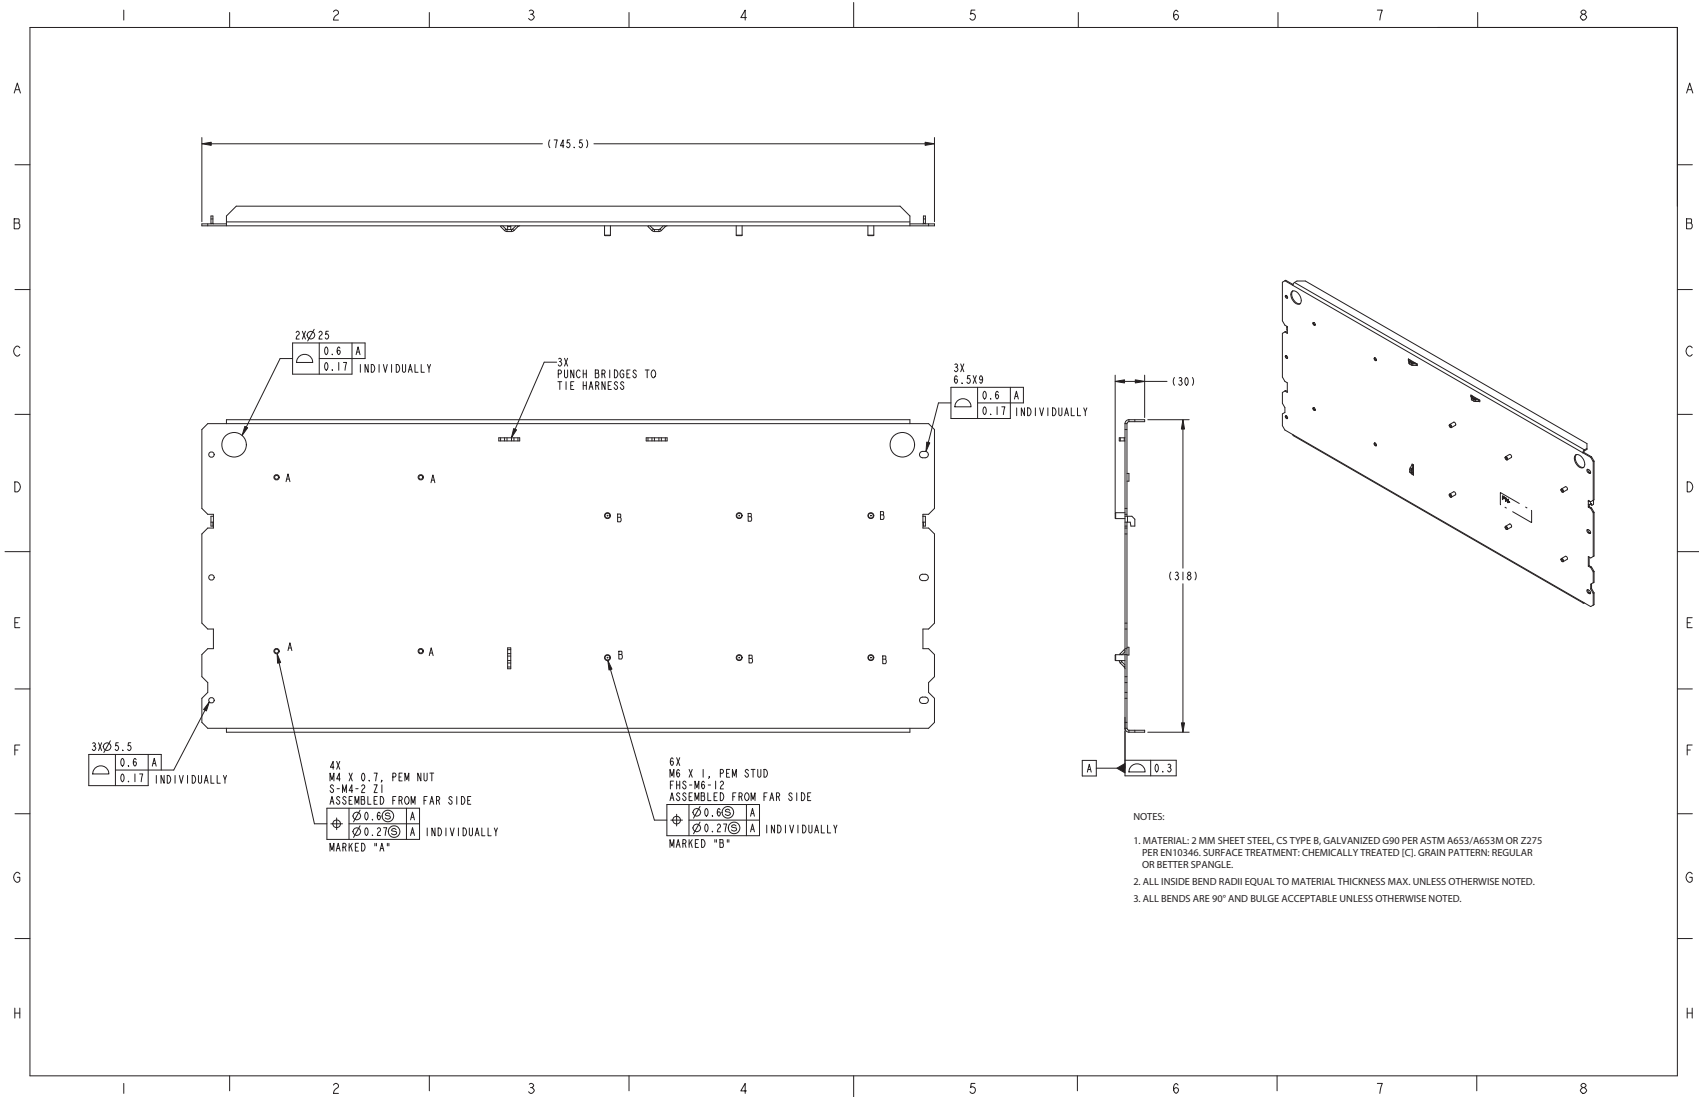 1 2 3 4 5 6 7 8
A A
(745.5)
B B
2XØ25
0.6 A
0.17 INDIVIDUALLY
3X
PUNCH BRIDGES TO
TIE HARNESS
3X
6.5X9
0.6 A
0.17 INDIVIDUALLY
(30)
C C
A A
B B B
D D
(318)
A A
B B B
E E
3XØ5.5
0.6 A
0.17 INDIVIDUALLY
4X
M4 X 0.7, PEM NUT
S-M4-2 ZI
ASSEMBLED FROM FAR SIDE
⌖ Ø0.6Ⓢ A
Ø0.27Ⓢ A INDIVIDUALLY
MARKED "A"
6X
M6 X 1, PEM STUD
FHS-M6-12
ASSEMBLED FROM FAR SIDE
⌖ Ø0.6Ⓢ A
Ø0.27Ⓢ A INDIVIDUALLY
MARKED "B"
A 0.3
F F
NOTES:
1. MATERIAL: 2 MM SHEET STEEL, CS TYPE B, GALVANIZED G90 PER ASTM A653/A653M OR Z275
PER EN10346. SURFACE TREATMENT: CHEMICALLY TREATED [C]. GRAIN PATTERN: REGULAR
OR BETTER SPANGLE.
2. ALL INSIDE BEND RADII EQUAL TO MATERIAL THICKNESS MAX. UNLESS OTHERWISE NOTED.
3. ALL BENDS ARE 90° AND BULGE ACCEPTABLE UNLESS OTHERWISE NOTED.
G G
H H
1 2 3 4 5 6 7 8